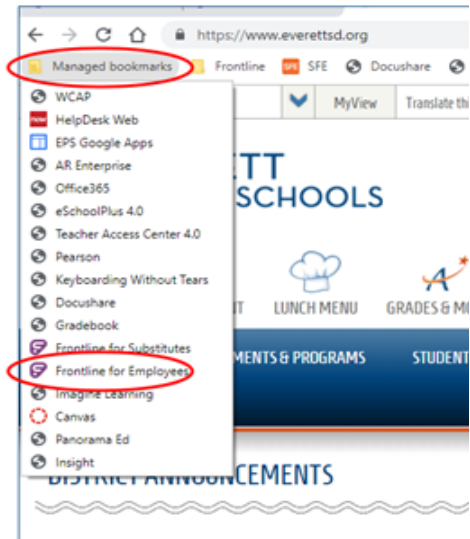 https://www.everettsd.org
Managed bookmarks Frontline SFE SFE Docushare
MyView Translate thi
WCAP
now HelpDesk Web
EPS Google Apps
AR Enterprise
Office365
eSchoolPlus 4.0
Teacher Access Center 4.0
Pearson
Keyboarding Without Tears
Docushare
Gradebook
Frontline for Substitutes
Frontline for Employees
Imagine Learning
Canvas
Panorama Ed
Insight
ETT
SCHOOLS
T LUNCH MENU GRADES & MO
MENTS & PROGRAMS STUDENT
DISTRICT ANNOUNCEMENTS